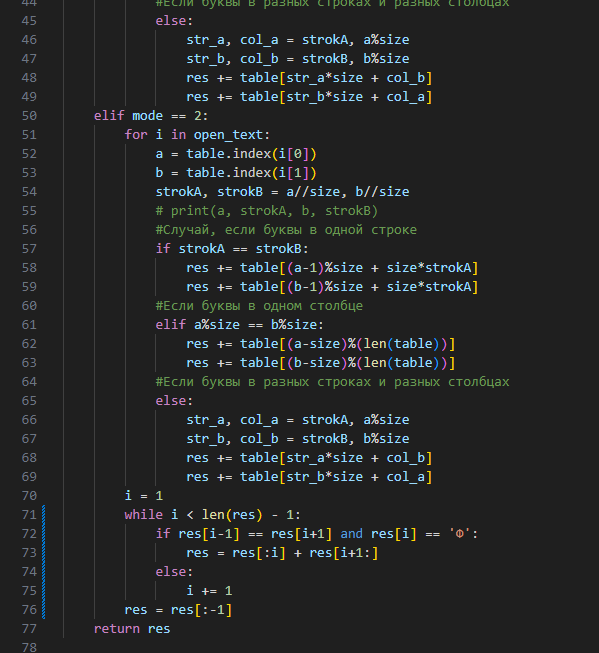 44 #Если буквы в разных строках и разных столбцах
45 else:
46 str_a, col_a = strokA, a%size
47 str_b, col_b = strokB, b%size
48 res += table[str_a*size + col_b]
49 res += table[str_b*size + col_a]
50 elif mode == 2:
51 for i in open_text:
52 a = table.index(i[0])
53 b = table.index(i[1])
54 strokA, strokB = a//size, b//size
55 # print(a, strokA, b, strokB)
56 #Случай, если буквы в одной строке
57 if strokA == strokB:
58 res += table[(a-1)%size + size*strokA]
59 res += table[(b-1)%size + size*strokA]
60 #Если буквы в одном столбце
61 elif a%size == b%size:
62 res += table[(a-size)%(len(table))]
63 res += table[(b-size)%(len(table))]
64 #Если буквы в разных строках и разных столбцах
65 else:
66 str_a, col_a = strokA, a%size
67 str_b, col_b = strokB, b%size
68 res += table[str_a*size + col_b]
69 res += table[str_b*size + col_a]
70 i = 1
71 while i < len(res) - 1:
72 if res[i-1] == res[i+1] and res[i] == 'Ф':
73 res = res[:i] + res[i+1:]
74 else:
75 i += 1
76 res = res[:-1]
77 return res
78